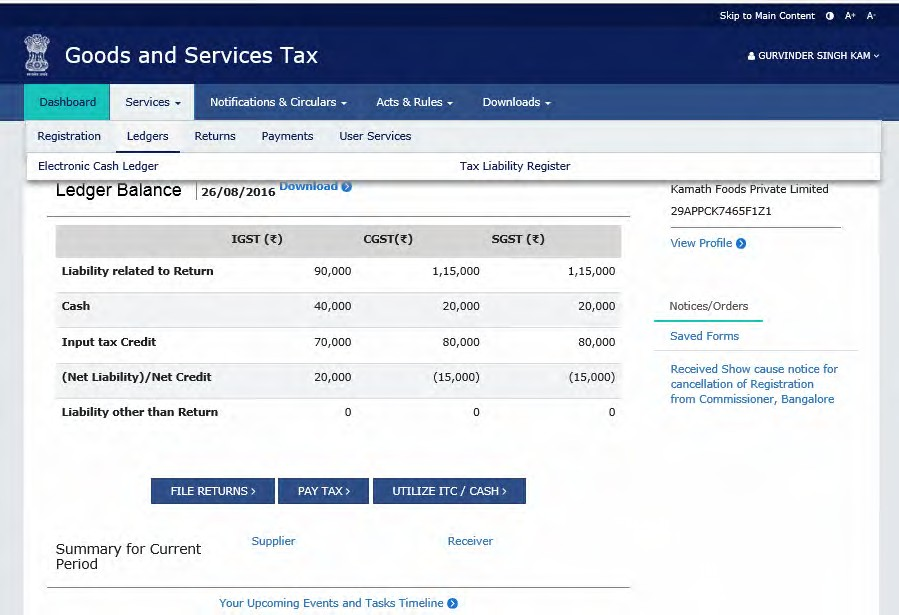 Skip to Main Content A+ A-
Goods and Services Tax
GURVINDER SINGH KAM
Dashboard Services Notifications & Circulars Acts & Rules Downloads
Registration Ledgers Returns Payments User Services
Electronic Cash Ledger Tax Liability Register
Ledger Balance 26/08/2016 Download
Kamath Foods Private Limited
29APPCK7465F1Z1
View Profile
IGST (₹) CGST(₹) SGST (₹)
Liability related to Return 90,000 1,15,000 1,15,000
Cash 40,000 20,000 20,000
Input tax Credit 70,000 80,000 80,000
(Net Liability)/Net Credit 20,000 (15,000) (15,000)
Liability other than Return 0 0 0
Notices/Orders
Saved Forms
Received Show cause notice for
cancellation of Registration
from Commissioner, Bangalore
FILE RETURNS > PAY TAX > UTILIZE ITC / CASH >
Summary for Current
Period
Supplier Receiver
Your Upcoming Events and Tasks Timeline